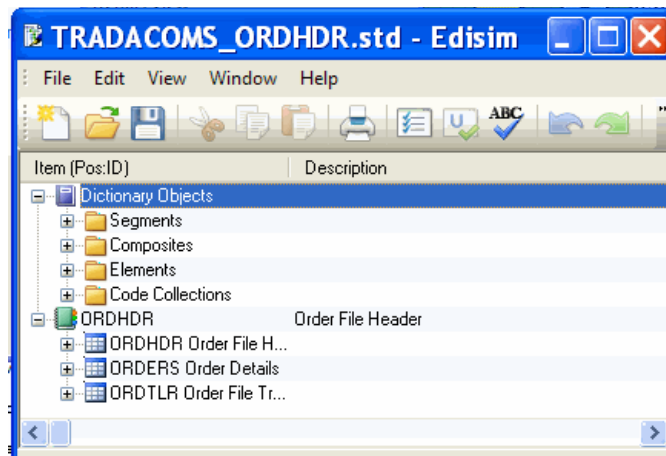 TRADACOMS_ORDHDR.std - Edisim
File Edit View Window Help
U ABC
Item (Pos:ID) Description
Dictionary Objects
Segments
Composites
Elements
Code Collections
ORDHDR Order File Header
ORDHDR Order File H...
ORDERS Order Details
ORDTLR Order File Tr...